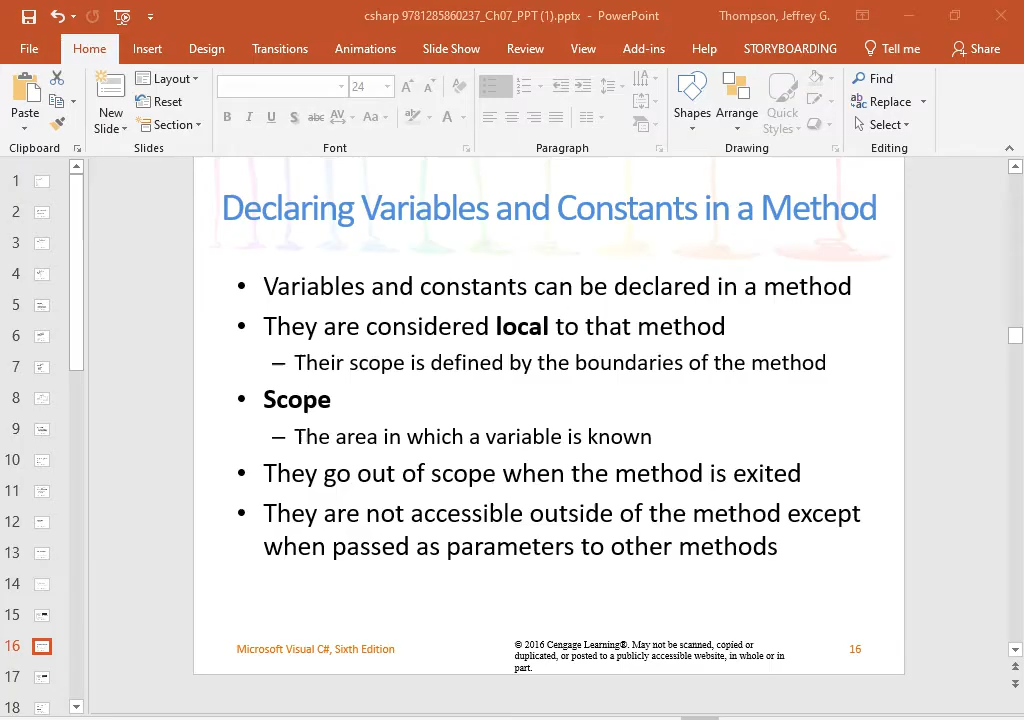 csharp 9781285860237_Ch07_PPT (1).pptx - PowerPoint
Thompson, Jeffrey G.
File Home Insert Design Transitions Animations Slide Show Review View Add-ins Help STORYBOARDING Tell me Share
Paste
Clipboard
New
Slide
Layout
Reset
Section
Slides
24
B I U S abc AV Aa A
Font
Paragraph
Shapes
Arrange
Quick
Styles
Drawing
Find
Replace
Select
Editing
1
2
3
4
5
6
7
8
9
10
11
12
13
14
15
16
17
18
Declaring Variables and Constants in a Method
• Variables and constants can be declared in a method
• They are considered local to that method
– Their scope is defined by the boundaries of the method
• Scope
– The area in which a variable is known
• They go out of scope when the method is exited
• They are not accessible outside of the method except
when passed as parameters to other methods
Microsoft Visual C#, Sixth Edition
© 2016 Cengage Learning®. May not be scanned, copied or
duplicated, or posted to a publicly accessible website, in whole or in
part.
16